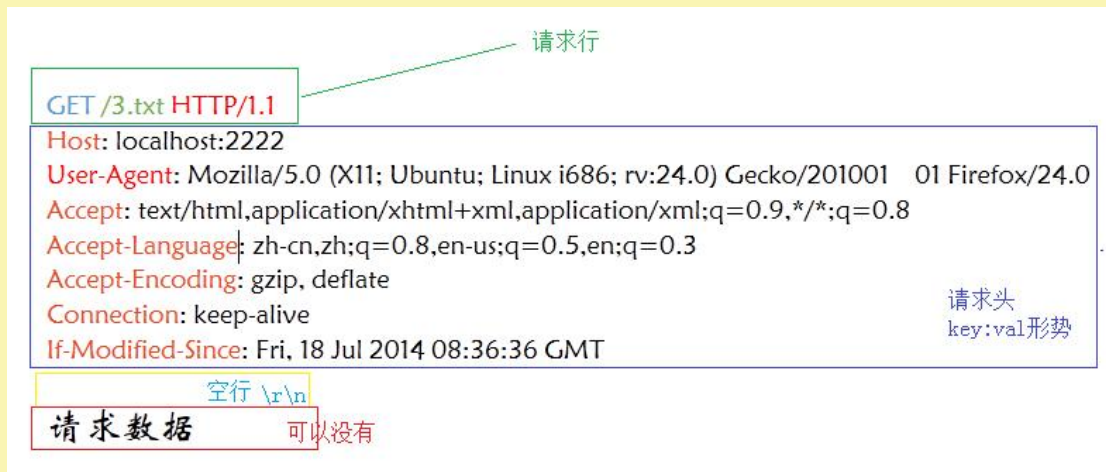 请求行
GET /3.txt HTTP/1.1
Host: localhost:2222
User-Agent: Mozilla/5.0 (X11; Ubuntu; Linux i686; rv:24.0) Gecko/201001   01 Firefox/24.0
Accept: text/html,application/xhtml+xml,application/xml;q=0.9,*/*;q=0.8
Accept-Language: zh-cn,zh;q=0.8,en-us;q=0.5,en;q=0.3
Accept-Encoding: gzip, deflate
Connection: keep-alive
If-Modified-Since: Fri, 18 Jul 2014 08:36:36 GMT
请求头
key:val形势
空行 \r\n
请求数据 可以没有